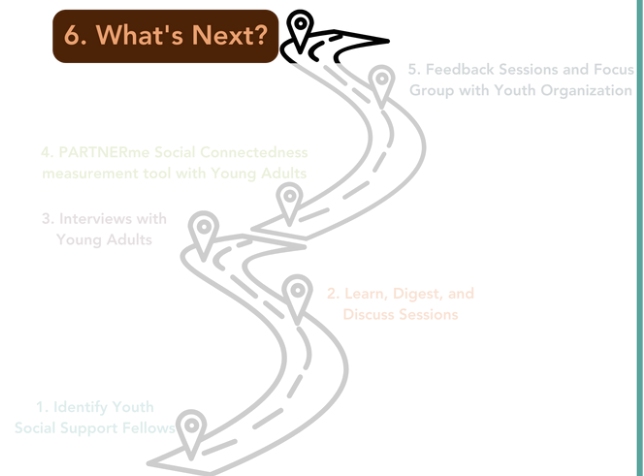 6. What's Next?
5. Feedback Sessions and Focus
Group with Youth Organization
4. PARTNERme Social Connectedness
measurement tool with Young Adults
3. Interviews with
Young Adults
2. Learn, Digest, and
Discuss Sessions
1. Identify Youth
Social Support Fellows